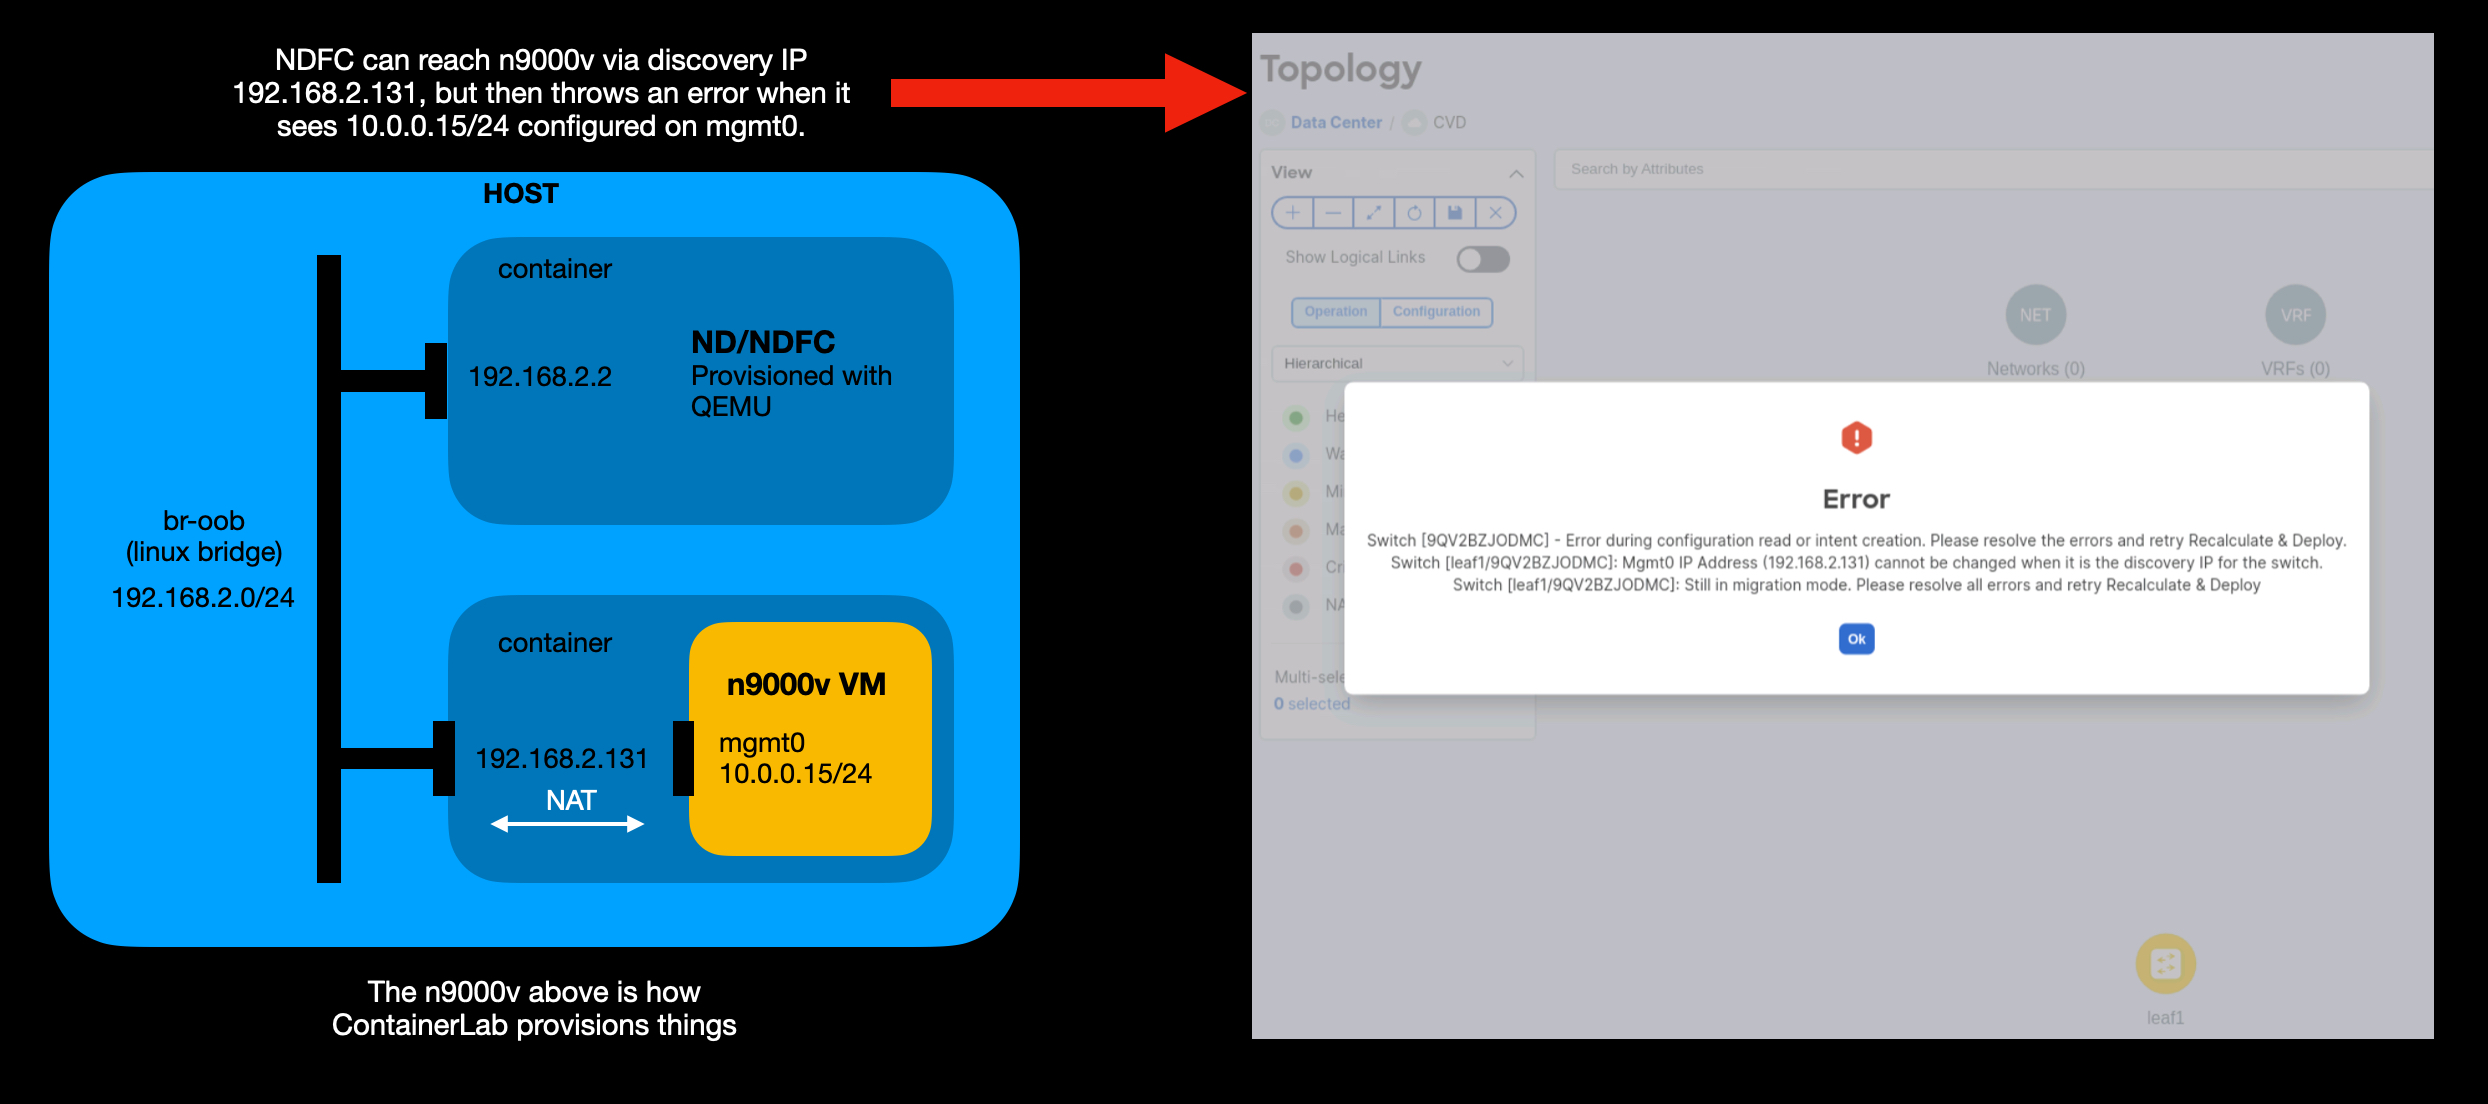 NDFC can reach n9000v via discovery IP
192.168.2.131, but then throws an error when it
sees 10.0.0.15/24 configured on mgmt0.
HOST
container
192.168.2.2
ND/NDFC
Provisioned with
QEMU
br-oob
(linux bridge)
192.168.2.0/24
container
192.168.2.131
NAT
n9000v VM
mgmt0
10.0.0.15/24
The n9000v above is how
ContainerLab provisions things
Topology
Data Center / CVD
View
Search by Attributes
Show Logical Links
Operation Configuration
Hierarchical
NET
Networks (0)
VRF
VRFs (0)
He
Wa
Mi
Ma
Cr
NA
Multi-sele
0 selected
Error
Switch [9QV2BZJODMC] - Error during configuration read or intent creation. Please resolve the errors and retry Recalculate & Deploy.
Switch [leaf1/9QV2BZJODMC]: Mgmt0 IP Address (192.168.2.131) cannot be changed when it is the discovery IP for the switch.
Switch [leaf1/9QV2BZJODMC]: Still in migration mode. Please resolve all errors and retry Recalculate & Deploy
Ok
leaf1